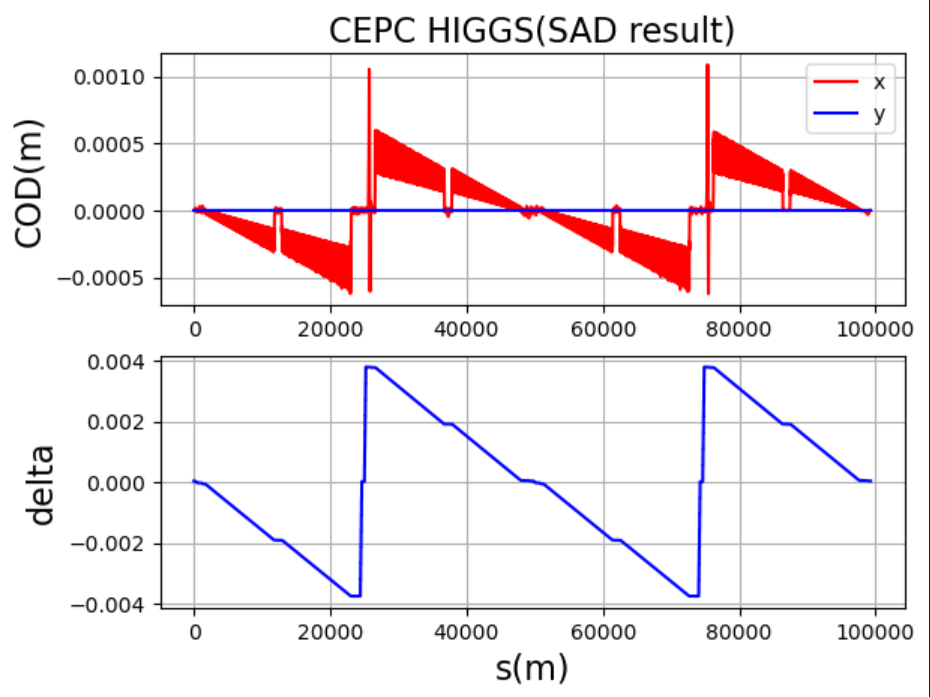 CEPC HIGGS(SAD result)
COD(m)
0.0010
0.0005
0.0000
−0.0005
x
y
0 20000 40000 60000 80000 100000
delta
0.004
0.002
0.000
−0.002
−0.004
0 20000 40000 60000 80000 100000
s(m)